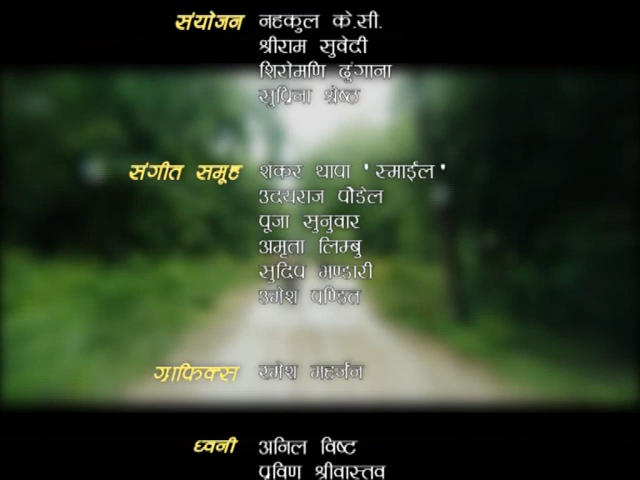 संयोजन नहकुल के.सी.
श्रीराम सुवेदी
शिरोमणि ढुंगाना
सुप्रिना श्रेष्ठ
संगीत समूह शंकर थापा "स्माईल"
उदयराज पौडेल
पूजा सुनुवार
अमृता लिम्बु
सुदिप भण्डारी
उमेश पण्डित
ग्राफिक्स रमेश महर्जन
ध्वनी अनिल विष्ट
प्रविण श्रीवास्तव